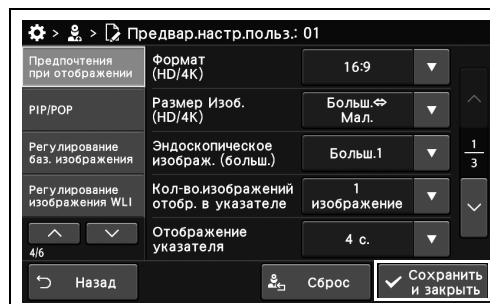 > > Предвар.настр.польз.: 01
Предпочтения
при отображении
PIP/POP
Регулирование
баз. изображения
Регулирование
изображения WLI
4/6
Формат
(HD/4K)
16:9
Размер Изоб.
(HD/4K)
Больш.⇔
Мал.
Эндоскопическое
изображ. (больш.)
Больш.1
Кол-во.изображений
отобр. в указателе
1
изображение
Отображение
указателя
4 с.
1
3
Назад
Сброс
Сохранить
и закрыть